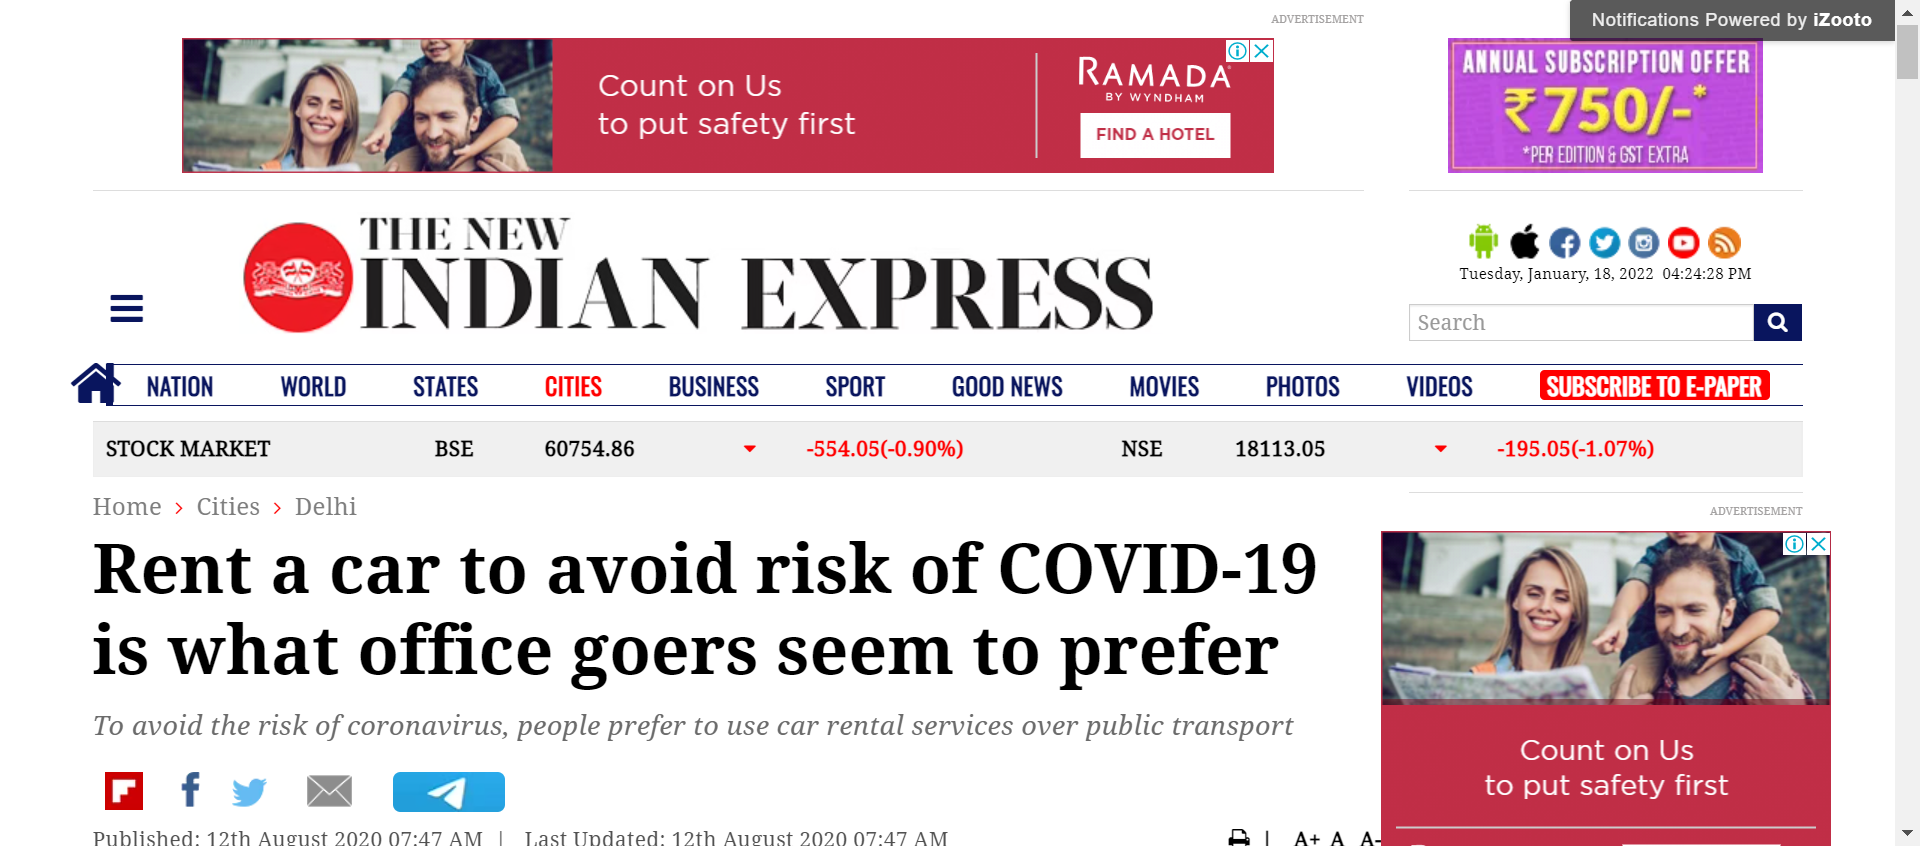 ADVERTISEMENT
Notifications Powered by iZooto
Count on Us
to put safety first
RAMADA
BY WYNDHAM
FIND A HOTEL
ANNUAL SUBSCRIPTION OFFER
₹750/-*
*PER EDITION & GST EXTRA
THE NEW
INDIAN EXPRESS
Tuesday, January, 18, 2022 04:24:28 PM
Search
NATION WORLD STATES CITIES BUSINESS SPORT GOOD NEWS MOVIES PHOTOS VIDEOS SUBSCRIBE TO E-PAPER
STOCK MARKET BSE 60754.86 -554.05(-0.90%) NSE 18113.05 -195.05(-1.07%)
Home > Cities > Delhi
ADVERTISEMENT
Rent a car to avoid risk of COVID-19
is what office goers seem to prefer
To avoid the risk of coronavirus, people prefer to use car rental services over public transport
Count on Us
to put safety first
Published: 12th August 2020 07:47 AM | Last Updated: 12th August 2020 07:47 AM | A+ A A-